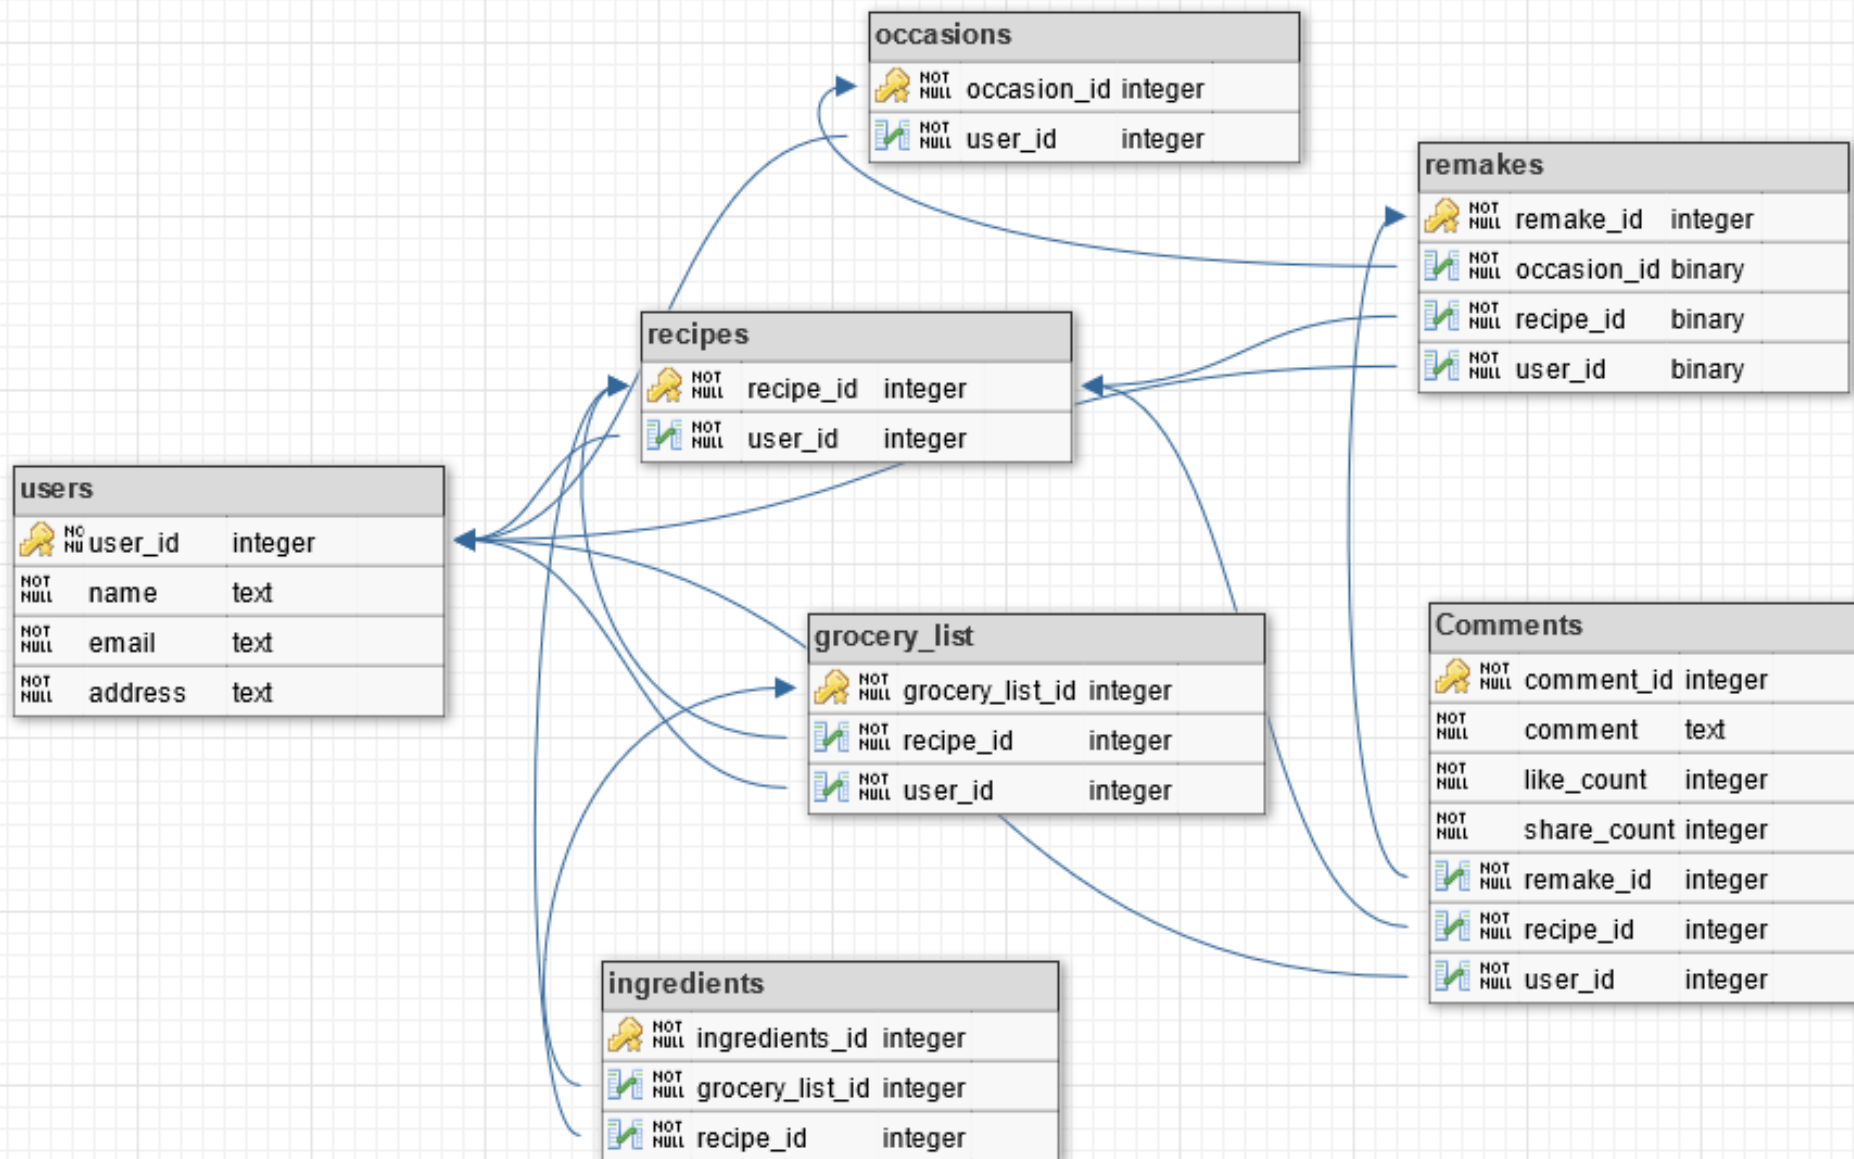 occasions
NOT NULL occasion_id integer
NOT NULL user_id integer
remakes
NOT NULL remake_id integer
NOT NULL occasion_id binary
NOT NULL recipe_id binary
NOT NULL user_id binary
recipes
NOT NULL recipe_id integer
NOT NULL user_id integer
users
NO NU user_id integer
NOT NULL name text
NOT NULL email text
NOT NULL address text
grocery_list
NOT NULL grocery_list_id integer
NOT NULL recipe_id integer
NOT NULL user_id integer
Comments
NOT NULL comment_id integer
NOT NULL comment text
NOT NULL like_count integer
NOT NULL share_count integer
NOT NULL remake_id integer
NOT NULL recipe_id integer
NOT NULL user_id integer
ingredients
NOT NULL ingredients_id integer
NOT NULL grocery_list_id integer
NOT NULL recipe_id integer